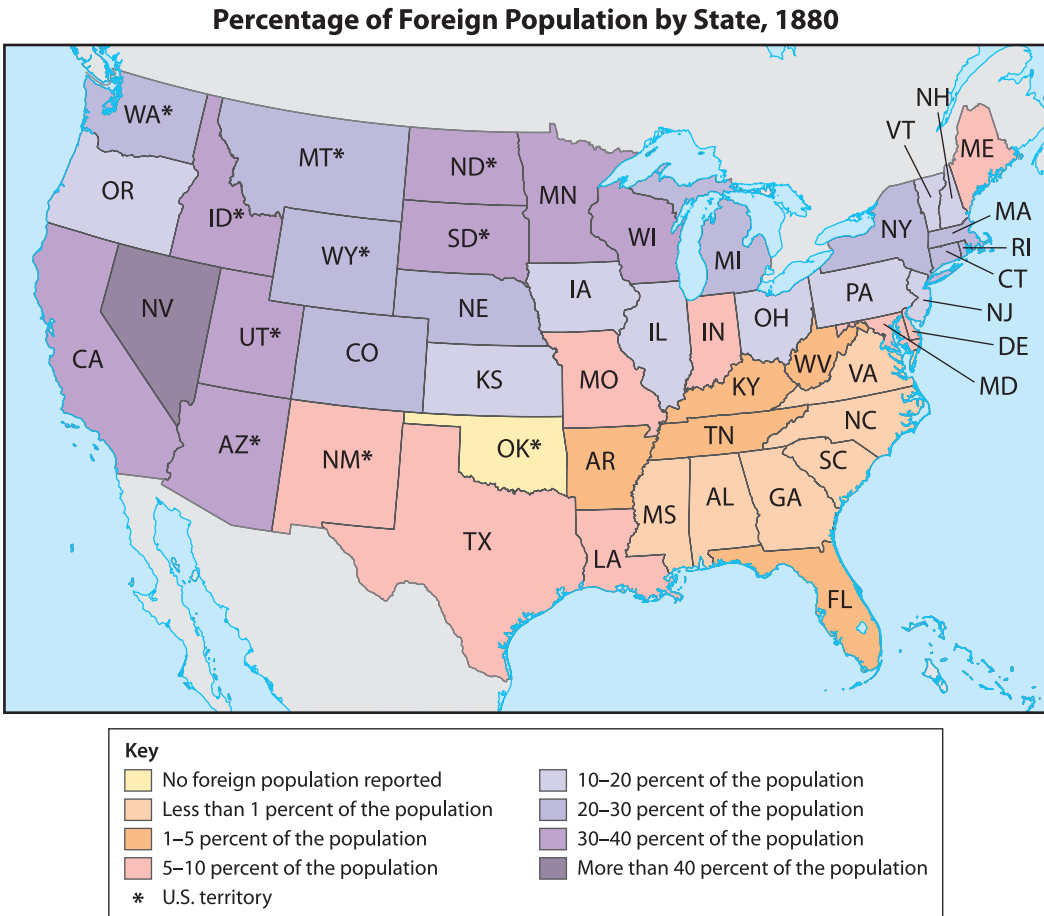 Percentage of Foreign Population by State, 1880
NH
WA*
VT
MT*
ME
ND*
OR
MN
ID*
MA
NY
WI
SD*
RI
WY*
MI
CT
IA
PA
NE
NJ
NV
IL
IN
OH
UT*
DE
CO
CA
WV
VA
KS
MO
KY
MD
NC
TN
AZ*
OK*
NM*
AR
SC
MS
AL
GA
TX
LA
FL
Key
No foreign population reported
Less than 1 percent of the population
1–5 percent of the population
5–10 percent of the population
* U.S. territory
10–20 percent of the population
20–30 percent of the population
30–40 percent of the population
More than 40 percent of the population